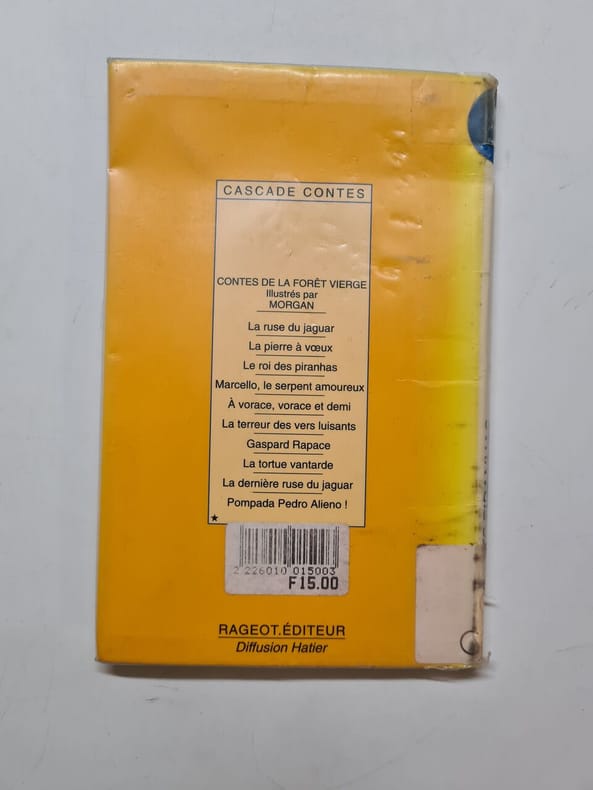 CASCADE CONTES
CONTES DE LA FORÊT VIERGE
Illustrés par
MORGAN
La ruse du jaguar
La pierre à vœux
Le roi des piranhas
Marcello, le serpent amoureux
À vorace, vorace et demi
La terreur des vers luisants
Gaspard Rapace
La tortue vantarde
La dernière ruse du jaguar
Pompada Pedro Alieno !
2 226010 015003
F15.00
RAGEOT.ÉDITEUR
Diffusion Hatier